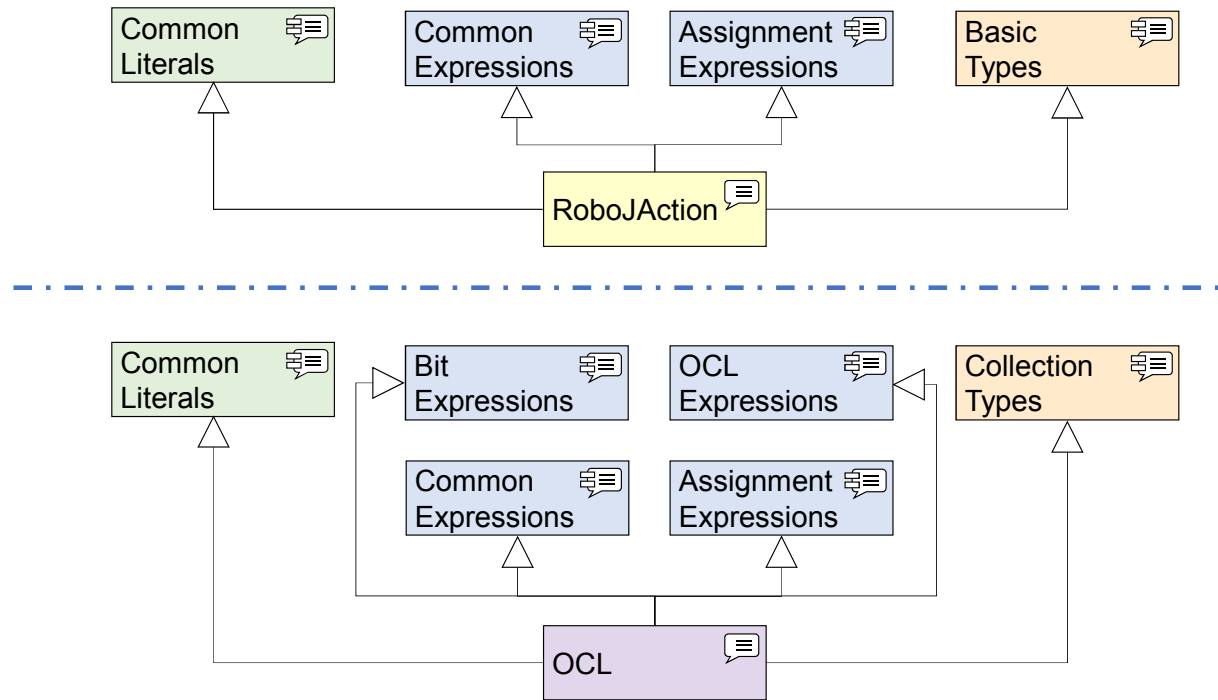 Common
Literals
Common
Expressions
Assignment
Expressions
Basic
Types
RoboJAction
Common
Literals
Bit
Expressions
OCL
Expressions
Collection
Types
Common
Expressions
Assignment
Expressions
OCL